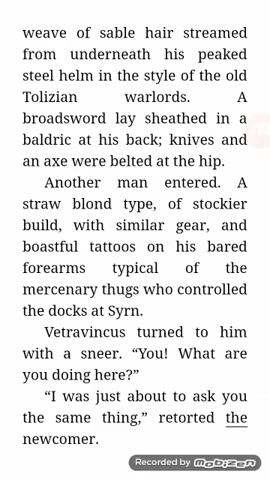 weave of sable hair streamed
from underneath his peaked
steel helm in the style of the old
Tolizian warlords. A
broadsword lay sheathed in a
baldric at his back; knives and
an axe were belted at the hip.
Another man entered. A
straw blond type, of stockier
build, with similar gear, and
boastful tattoos on his bared
forearms typical of the
mercenary thugs who controlled
the docks at Syrn.
Vetravincus turned to him
with a sneer. “You! What are
you doing here?”
“I was just about to ask you
the same thing,” retorted the
newcomer.
Recorded by Mobizen